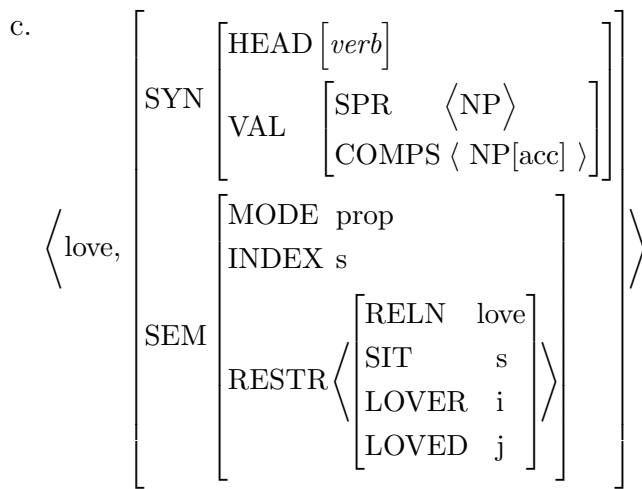 c.
HEAD [verb]
SYN
VAL [SPR ⟨NP⟩
COMPS ⟨ NP[acc] ⟩]
⟨love,
MODE prop
INDEX s
SEM
RELN love
SIT s
RESTR ⟨
LOVER i
LOVED j
⟩